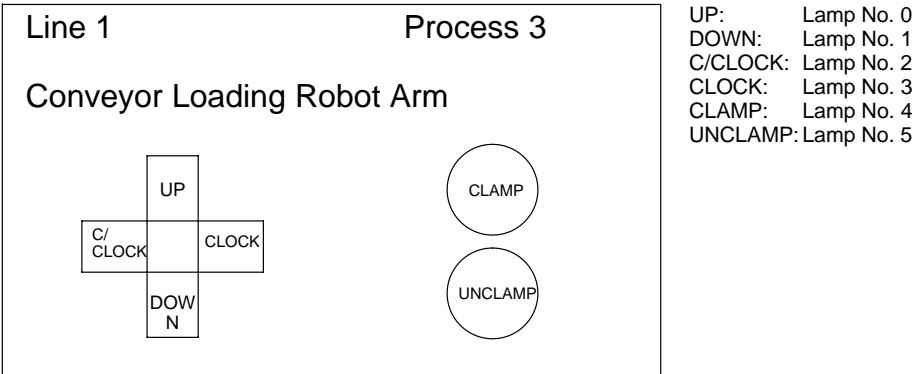 Line 1 Process 3
Conveyor Loading Robot Arm
UP
C/
CLOCK
CLOCK
DOW
N
CLAMP
UNCLAMP
UP: Lamp No. 0
DOWN: Lamp No. 1
C/CLOCK: Lamp No. 2
CLOCK: Lamp No. 3
CLAMP: Lamp No. 4
UNCLAMP: Lamp No. 5